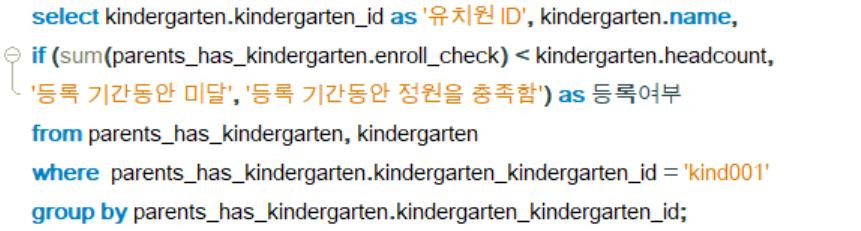 select kindergarten.kindergarten_id as '유치원 ID', kindergarten.name,
if (sum(parents_has_kindergarten.enroll_check) < kindergarten.headcount,
'등록 기간동안 미달', '등록 기간동안 정원을 충족함') as 등록여부
from parents_has_kindergarten, kindergarten
where  parents_has_kindergarten.kindergarten_kindergarten_id = 'kind001'
group by parents_has_kindergarten.kindergarten_kindergarten_id;